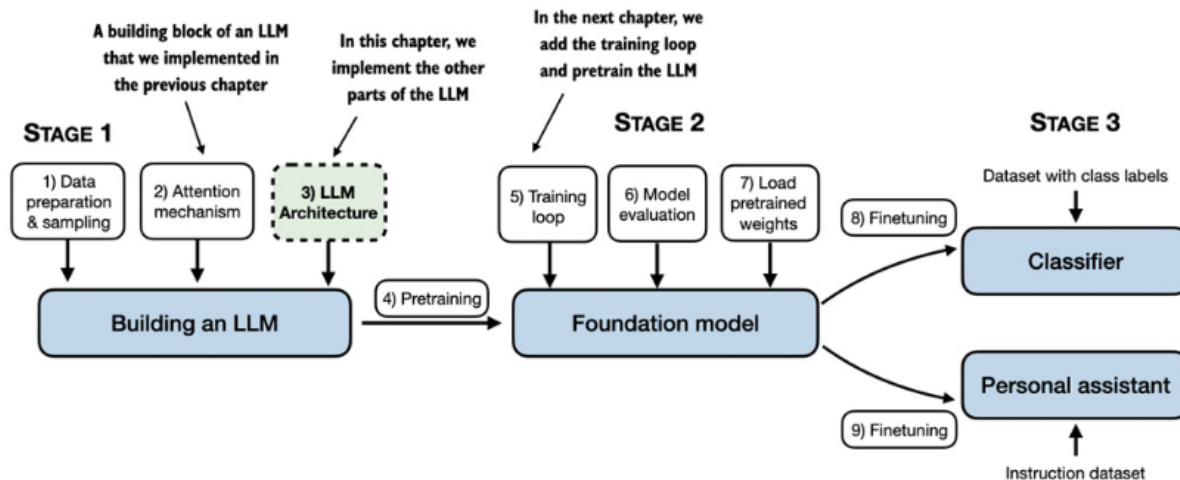 A building block of an LLM
that we implemented in
the previous chapter
In this chapter, we
implement the other
parts of the LLM
In the next chapter, we
add the training loop
and pretrain the LLM
STAGE 1
STAGE 2
STAGE 3
1) Data
preparation
& sampling
2) Attention
mechanism
3) LLM
Architecture
5) Training
loop
6) Model
evaluation
7) Load
pretrained
weights
8) Finetuning
Dataset with class labels
Classifier
Building an LLM
4) Pretraining
Foundation model
Personal assistant
9) Finetuning
Instruction dataset